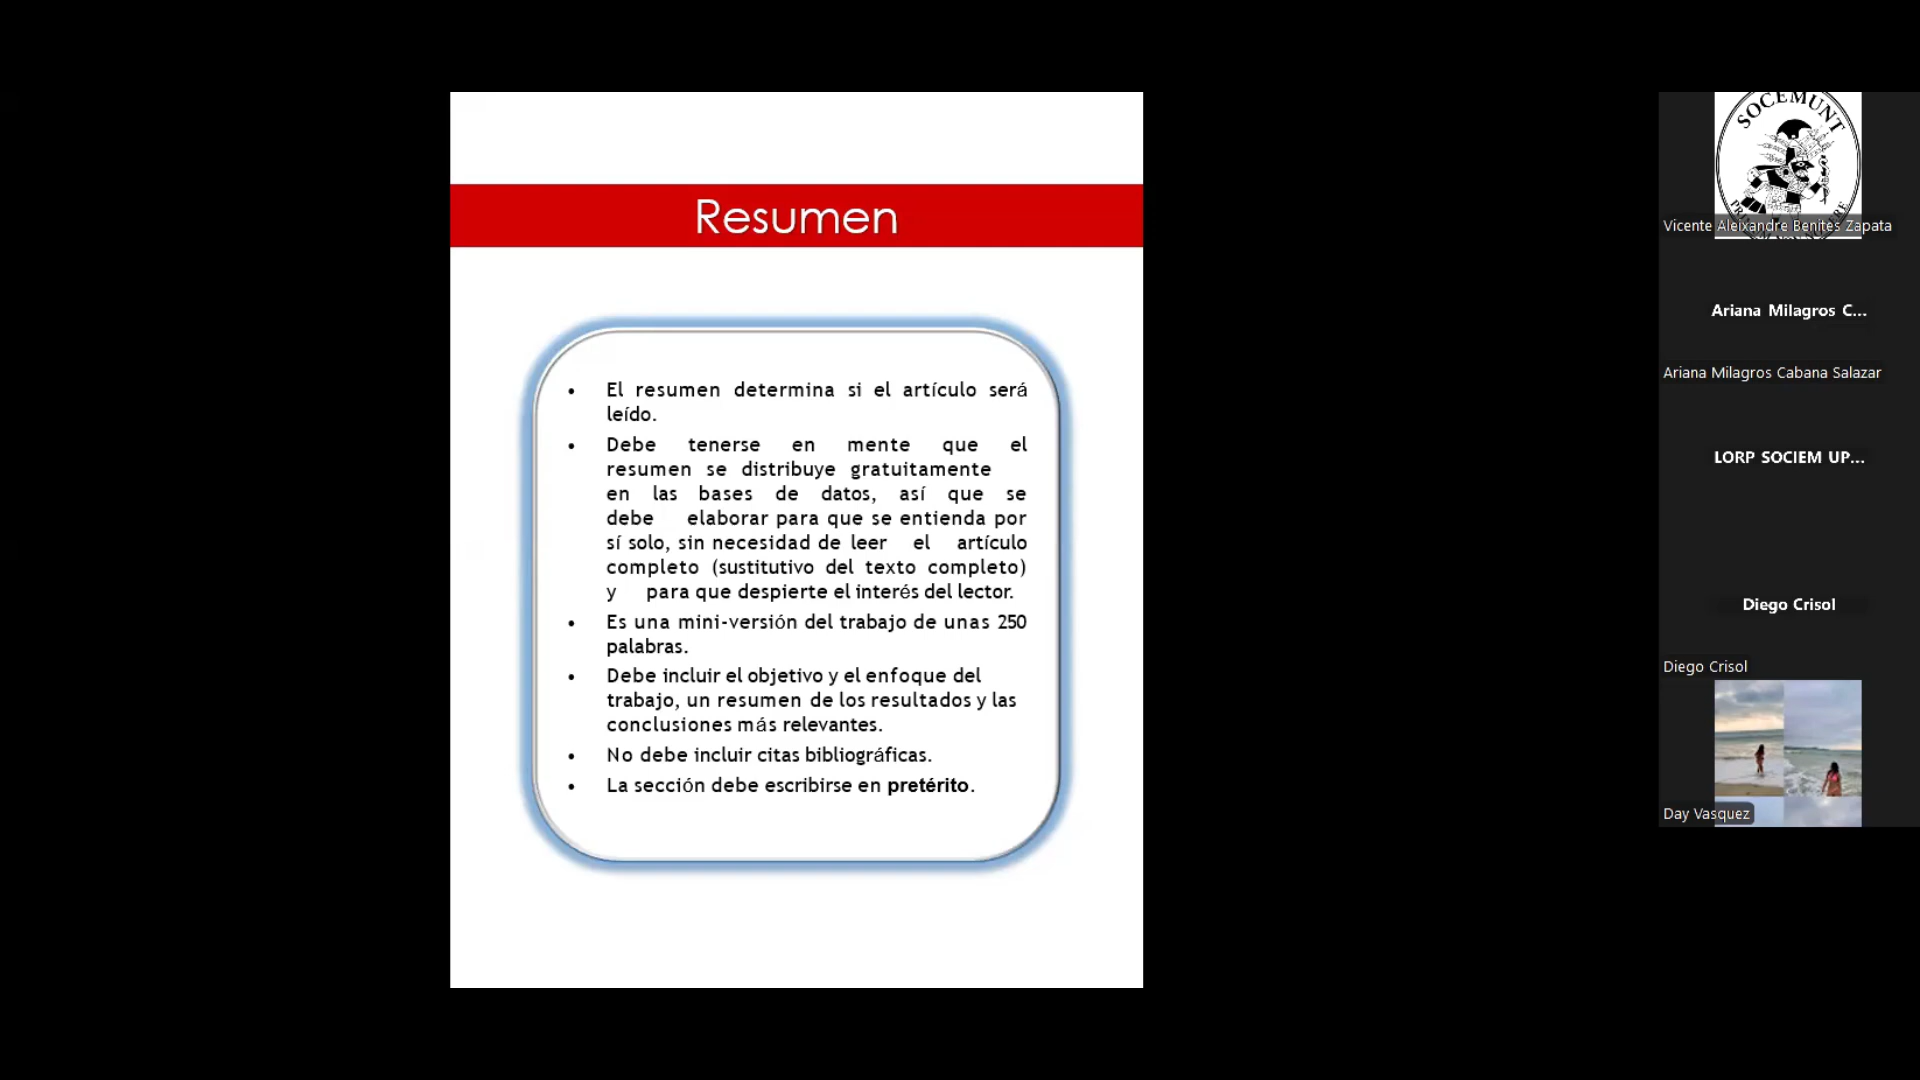 Resumen
• El resumen determina si el artículo será
leído.
• Debe tenerse en mente que el
resumen se distribuye gratuitamente
en las bases de datos, así que se
debe elaborar para que se entienda por
sí solo, sin necesidad de leer el artículo
completo (sustitutivo del texto completo)
y para que despierte el interés del lector.
• Es una mini-versión del trabajo de unas 250
palabras.
• Debe incluir el objetivo y el enfoque del
trabajo, un resumen de los resultados y las
conclusiones más relevantes.
• No debe incluir citas bibliográficas.
• La sección debe escribirse en pretérito.
SOCEMUNT
Vicente Aleixandre Benites Zapata
Ariana Milagros C...
Ariana Milagros Cabana Salazar
LORP SOCIEM UP...
Diego Crisol
Diego Crisol
Day Vasquez